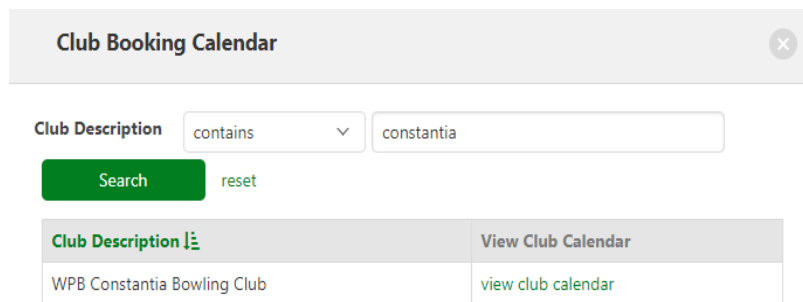 Club Booking Calendar
Club Description contains constantia
Search reset
Club Description View Club Calendar
WPB Constantia Bowling Club view club calendar